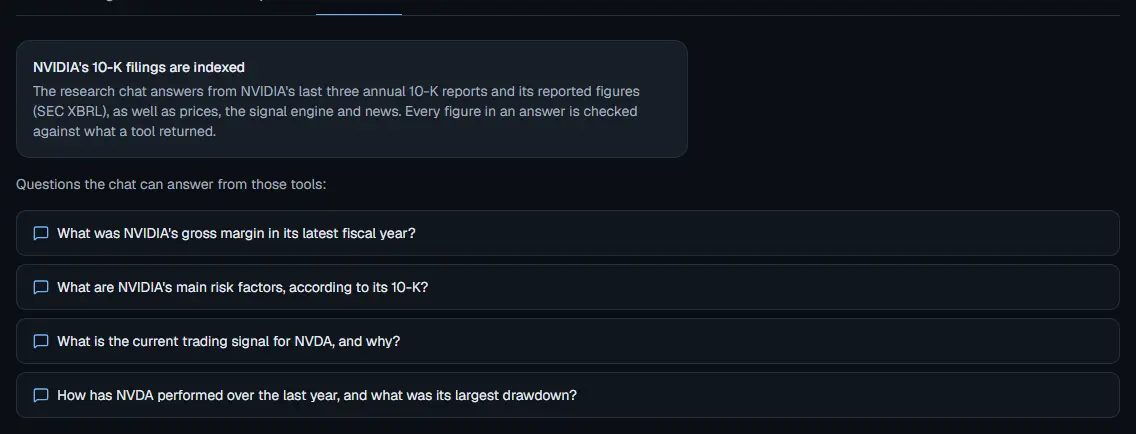 NVIDIA's 10-K filings are indexed
The research chat answers from NVIDIA's last three annual 10-K reports and its reported figures
(SEC XBRL), as well as prices, the signal engine and news. Every figure in an answer is checked
against what a tool returned.
Questions the chat can answer from those tools:
What was NVIDIA's gross margin in its latest fiscal year?
What are NVIDIA's main risk factors, according to its 10-K?
What is the current trading signal for NVDA, and why?
How has NVDA performed over the last year, and what was its largest drawdown?